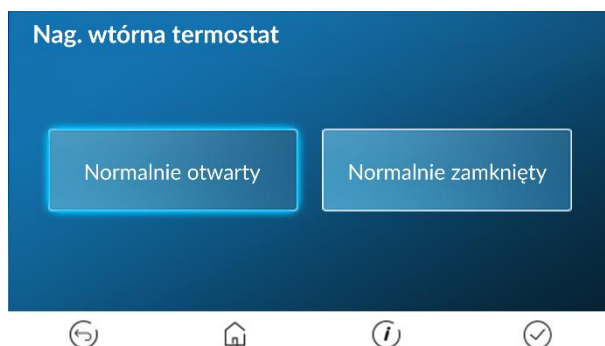 Nag. wtórna termostat
Normalnie otwarty
Normalnie zamknięty